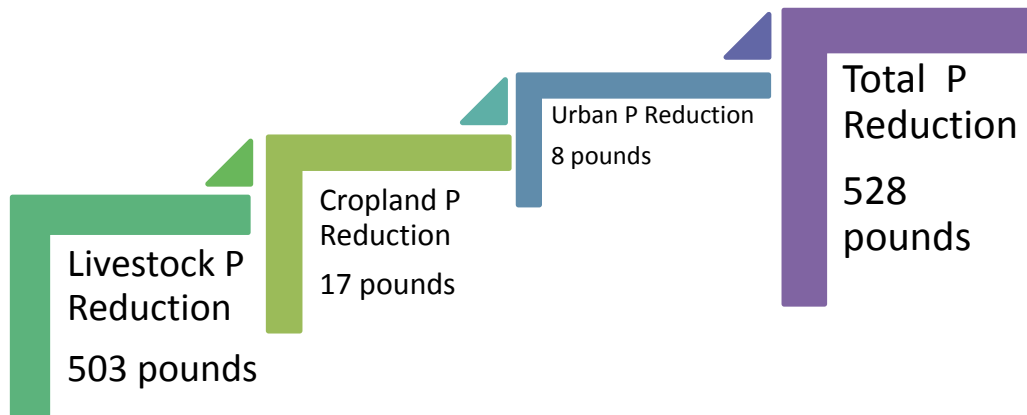 Livestock P
Reduction
503 pounds
Cropland P
Reduction
17 pounds
Urban P Reduction
8 pounds
Total P
Reduction
528
pounds